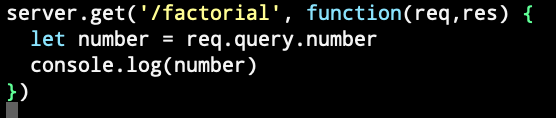 server.get('/factorial', function(req,res) {
  let number = req.query.number
  console.log(number)
})